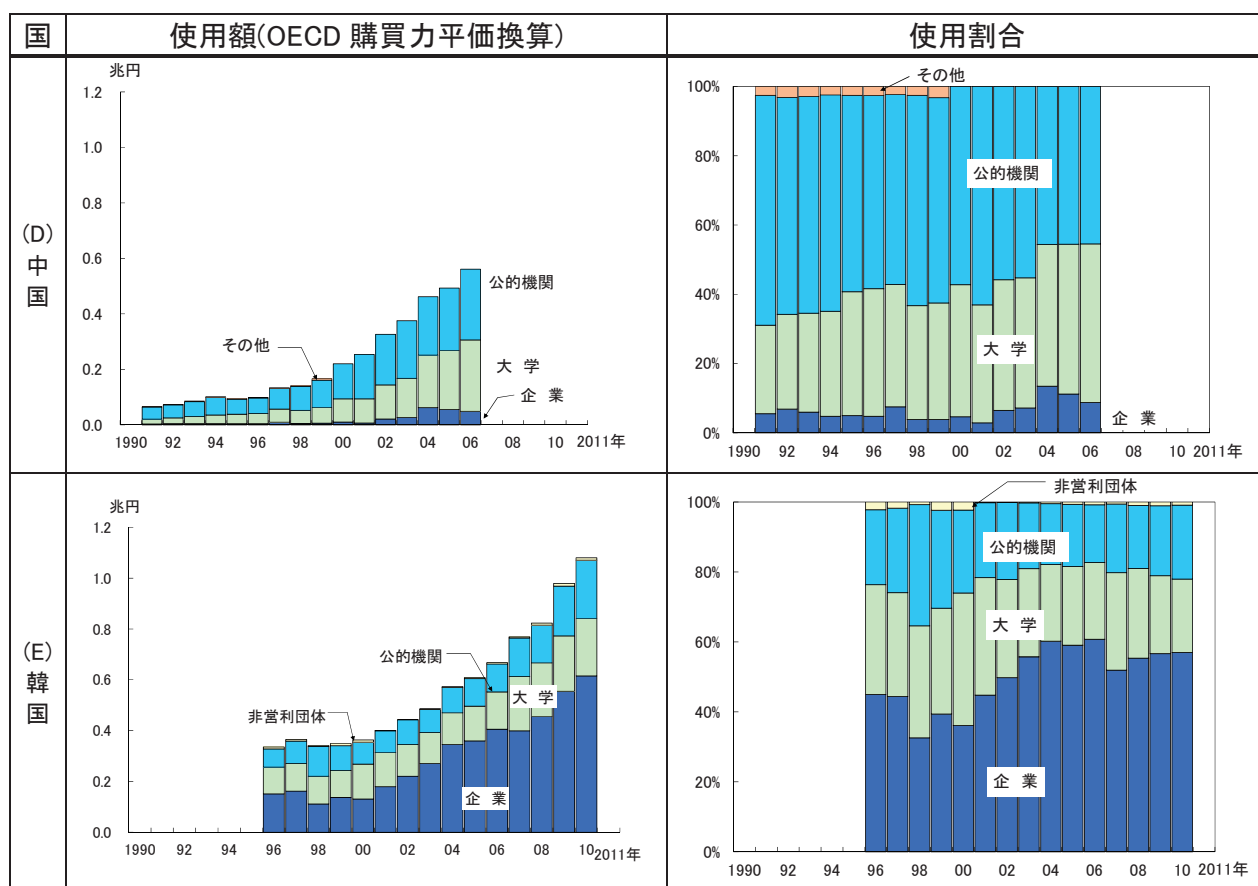 国
使用額(OECD 購買力平価換算)
使用割合
(D)
中
国
兆円
1.2
1.0
0.8
0.6
0.4
0.2
0.0
公的機関
その他
大 学
企 業
1990 92 94 96 98 00 02 04 06 08 10 2011年
その他
100%
80%
60%
40%
20%
0%
公的機関
大 学
企 業
1990 92 94 96 98 00 02 04 06 08 10 2011年
(E)
韓
国
兆円
1.2
1.0
0.8
0.6
0.4
0.2
0.0
公的機関
大 学
非営利団体
企 業
1990 92 94 96 98 00 02 04 06 08 10 2011年
非営利団体
100%
80%
60%
40%
20%
0%
公的機関
大 学
企 業
1990 92 94 96 98 00 02 04 06 08 10 2011年